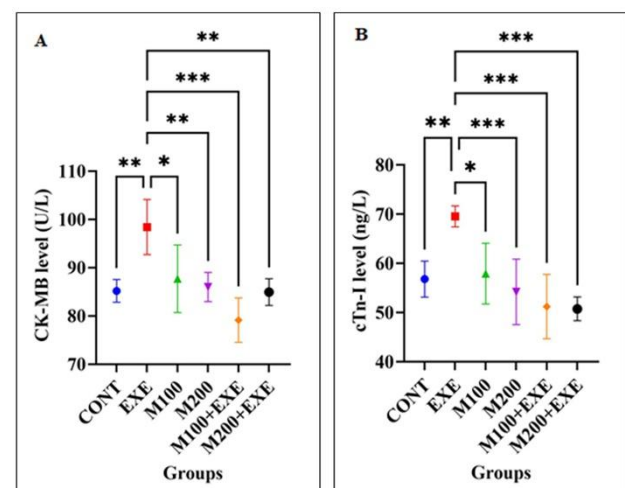 A
**
***
**
** *
110
100
90
80
70
CK-MB level (U/L)
CONT
EXE
M100
M200
M100+EXE
M200+EXE
Groups
B
***
***
** ***
*
80
70
60
50
40
cTn-I level (ng/L)
CONT
EXE
M100
M200
M100+EXE
M200+EXE
Groups